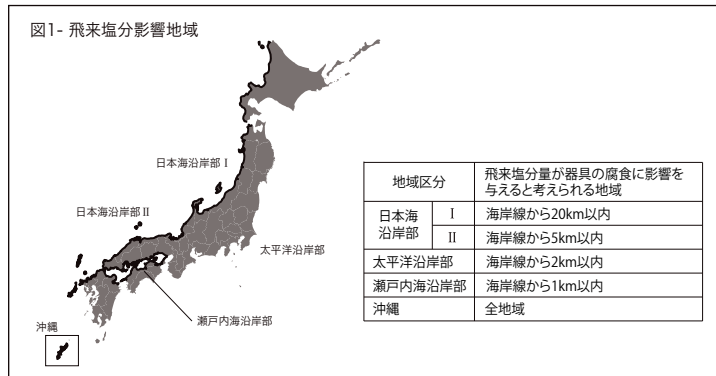 図1- 飛来塩分影響地域
日本海沿岸部 I
日本海沿岸部 II
太平洋沿岸部
瀬戸内海沿岸部
沖縄
地域区分
飛来塩分量が器具の腐食に影響を
与えると考えられる地域
日本海
沿岸部
I
海岸線から20km以内
II
海岸線から5km以内
太平洋沿岸部
海岸線から2km以内
瀬戸内海沿岸部
海岸線から1km以内
沖縄
全地域